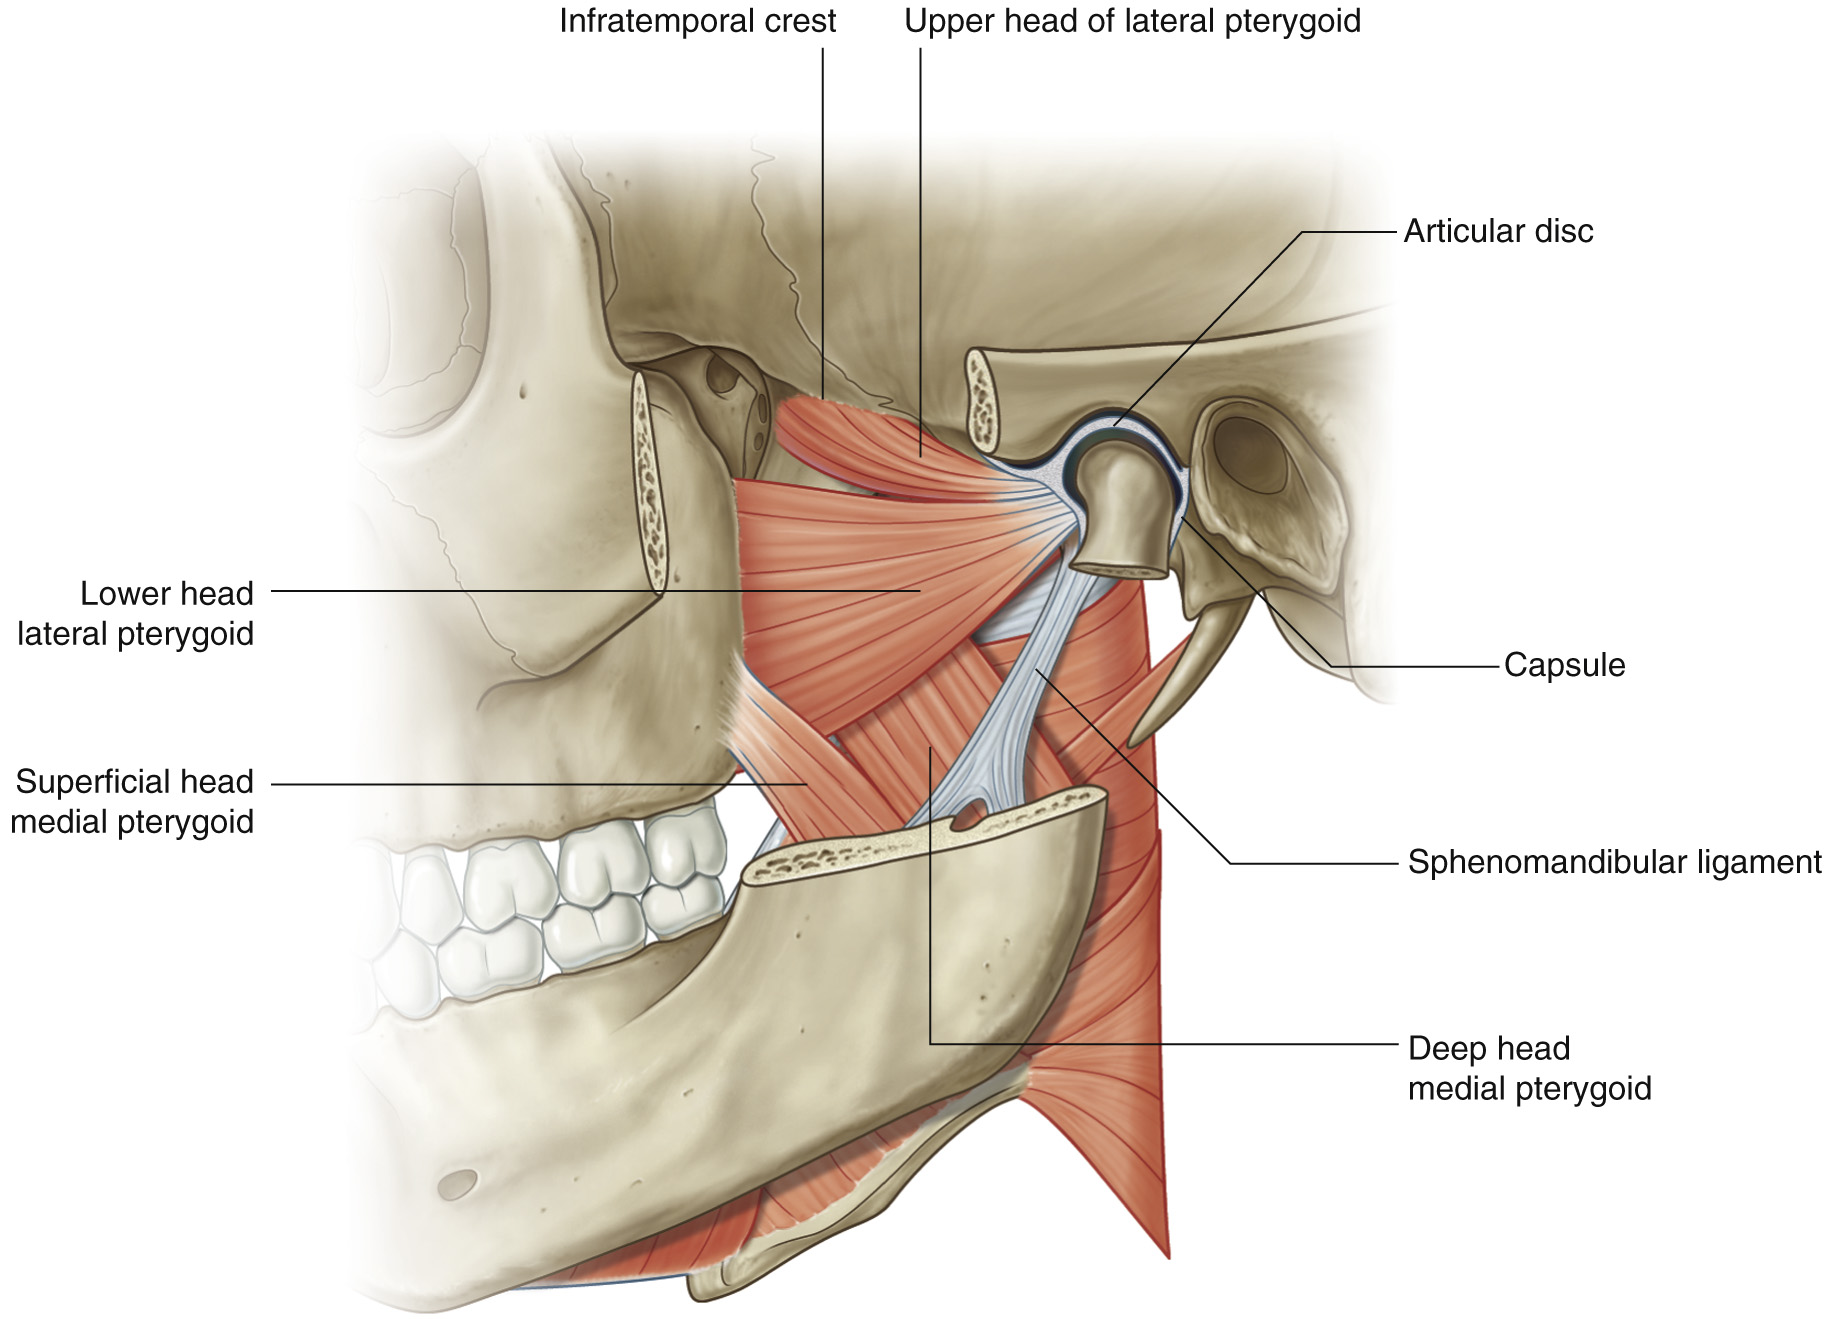 Infratemporal crest
Upper head of lateral pterygoid
Articular disc
Lower head
lateral pterygoid
Capsule
Superficial head
medial pterygoid
Sphenomandibular ligament
Deep head
medial pterygoid